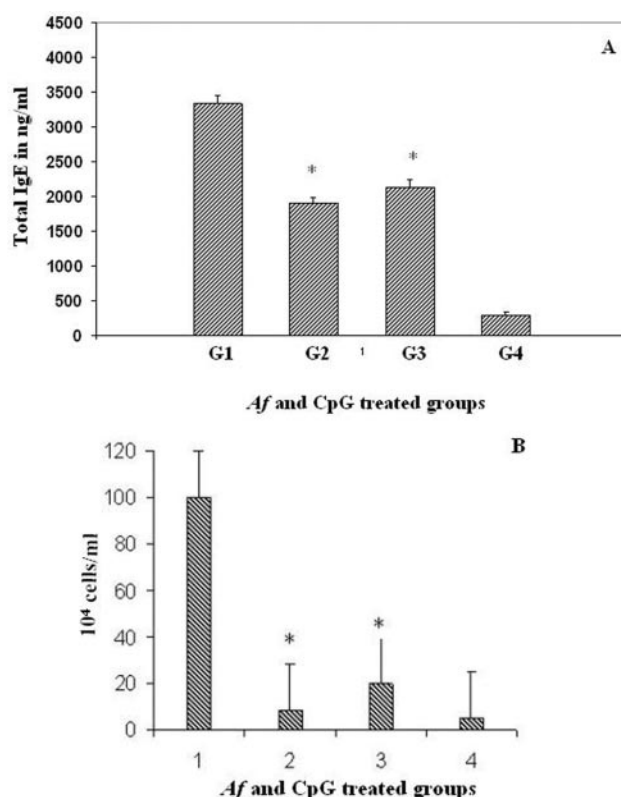 A
4500
4000
3500
3000
2500
2000
1500
1000
500
0
Total IgE in ng/ml
*
*
G1 G2 1 G3 G4
Af and CpG treated groups
B
120
100
80
60
40
20
0
10⁴ cells/ml
*
*
1 2 3 4
Af and CpG treated groups